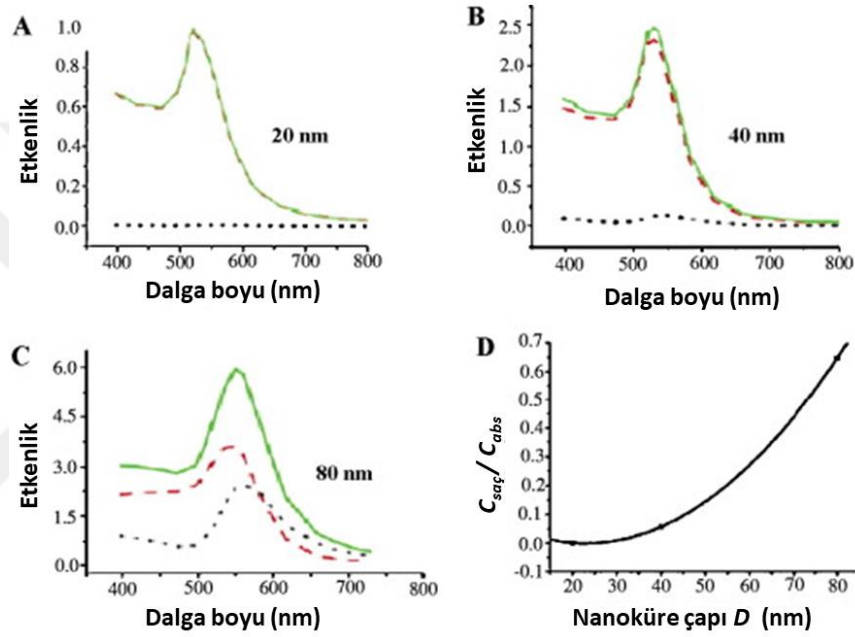 A
1.0
0.8
0.6
0.4
0.2
0.0
Etkenlik
20 nm
400 500 600 700 800
Dalga boyu (nm)
B
2.5
2.0
1.5
1.0
0.5
0.0
Etkenlik
40 nm
400 500 600 700 800
Dalga boyu (nm)
C
6.0
4.5
3.0
1.5
0.0
Etkenlik
80 nm
400 500 600 700 800
Dalga boyu (nm)
D
0.7
0.6
0.5
0.4
0.3
0.2
0.1
0.0
-0.1
Csaç/ Cabs
20 30 40 50 60 70 80
Nanoküre çapı D (nm)